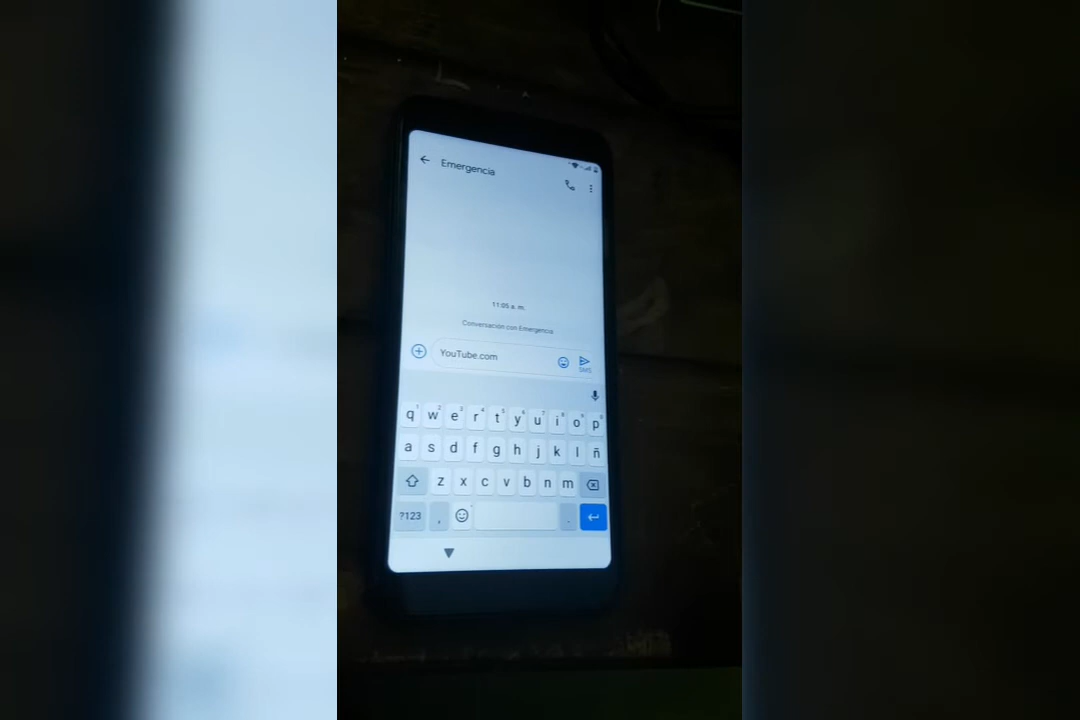 Emergencia
11:05 a. m.
Conversación con Emergencia
YouTube.com
SMS
q w e r t y u i o p
a s d f g h j k l ñ
z x c v b n m
?123 , .